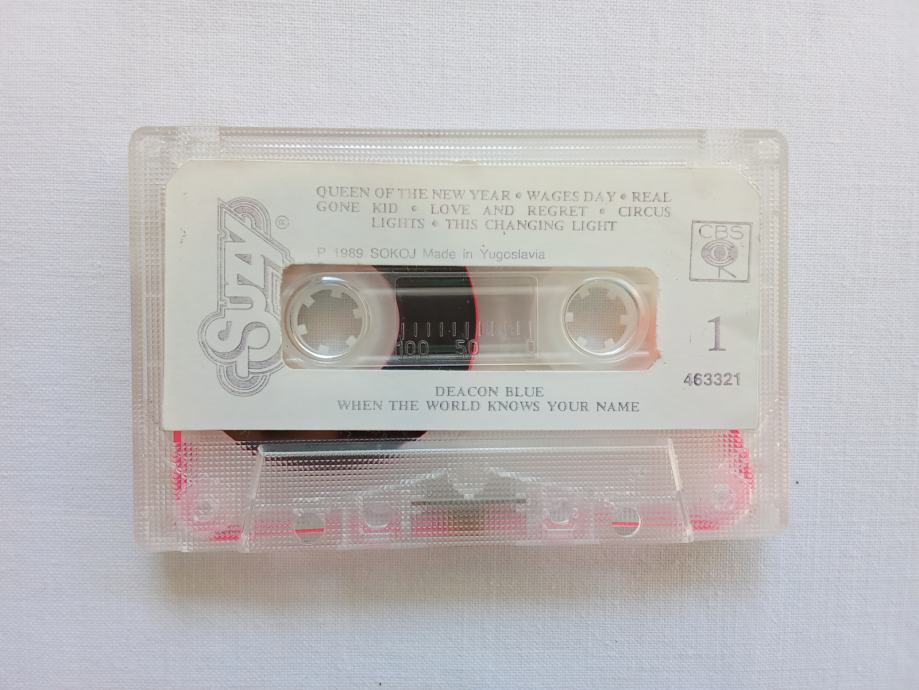 QUEEN OF THE NEW YEAR • WAGES DAY • REAL
GONE KID • LOVE AND REGRET • CIRCUS
LIGHTS • THIS CHANGING LIGHT
P 1989 SOKOJ Made in Yugoslavia
SUZY
CBS
100 50 0
1
463321
DEACON BLUE
WHEN THE WORLD KNOWS YOUR NAME